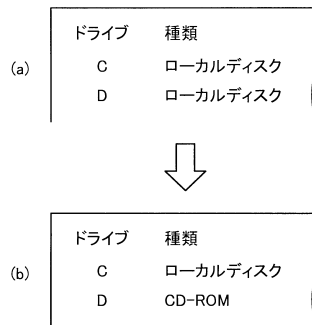 (a)
ドライブ 種類
C ローカルディスク
D ローカルディスク
(b)
ドライブ 種類
C ローカルディスク
D CD-ROM